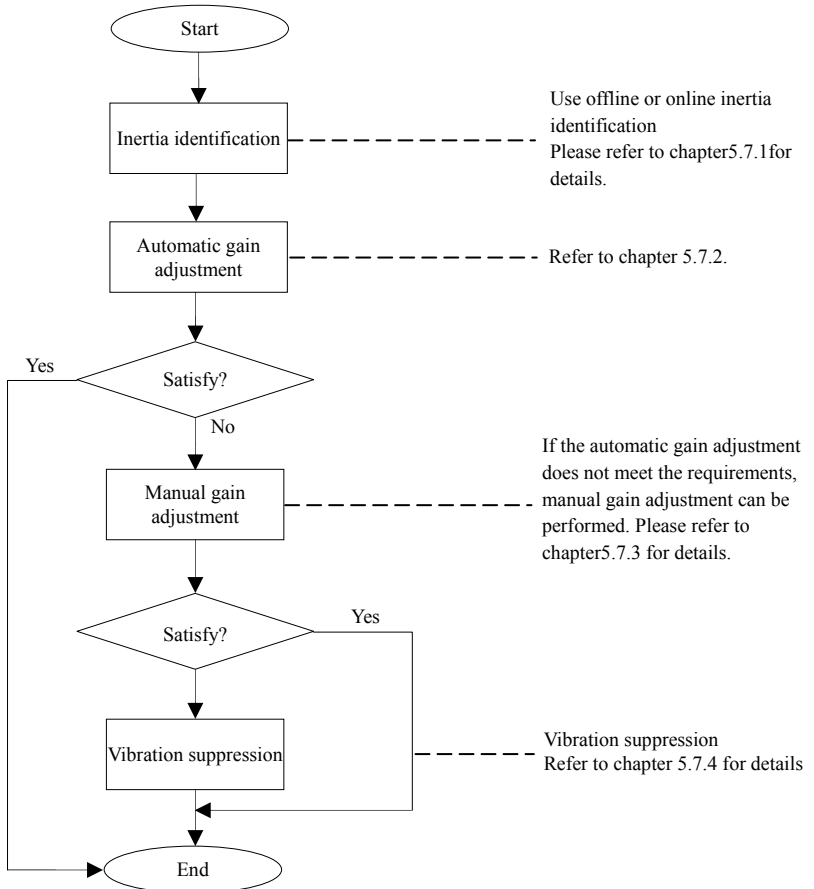 Start
Inertia identification
Use offline or online inertia
identification
Please refer to chapter5.7.1for
details.
Automatic gain
adjustment
Refer to chapter 5.7.2.
Yes
Satisfy?
No
Manual gain
adjustment
If the automatic gain adjustment
does not meet the requirements,
manual gain adjustment can be
performed. Please refer to
chapter5.7.3 for details.
Satisfy?
Yes
Vibration suppression
Vibration suppression
Refer to chapter 5.7.4 for details
End